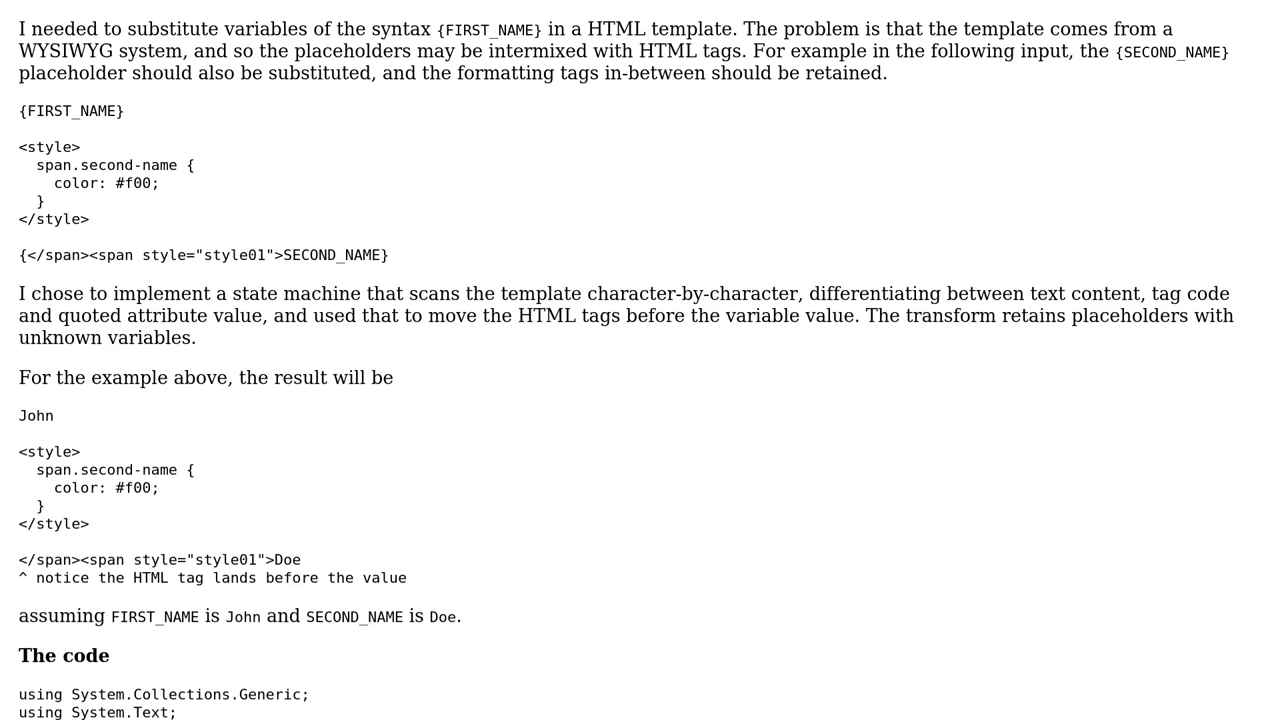 I needed to substitute variables of the syntax {FIRST_NAME} in a HTML template. The problem is that the template comes from a
WYSIWYG system, and so the placeholders may be intermixed with HTML tags. For example in the following input, the {SECOND_NAME}
placeholder should also be substituted, and the formatting tags in-between should be retained.
{FIRST_NAME}
<style>
  span.second-name {
    color: #f00;
  }
</style>
{</span><span style="style01">SECOND_NAME}
I chose to implement a state machine that scans the template character-by-character, differentiating between text content, tag code
and quoted attribute value, and used that to move the HTML tags before the variable value. The transform retains placeholders with
unknown variables.
For the example above, the result will be
John
<style>
  span.second-name {
    color: #f00;
  }
</style>
</span><span style="style01">Doe
^ notice the HTML tag lands before the value
assuming FIRST_NAME is John and SECOND_NAME is Doe.
The code
using System.Collections.Generic;
using System.Text;